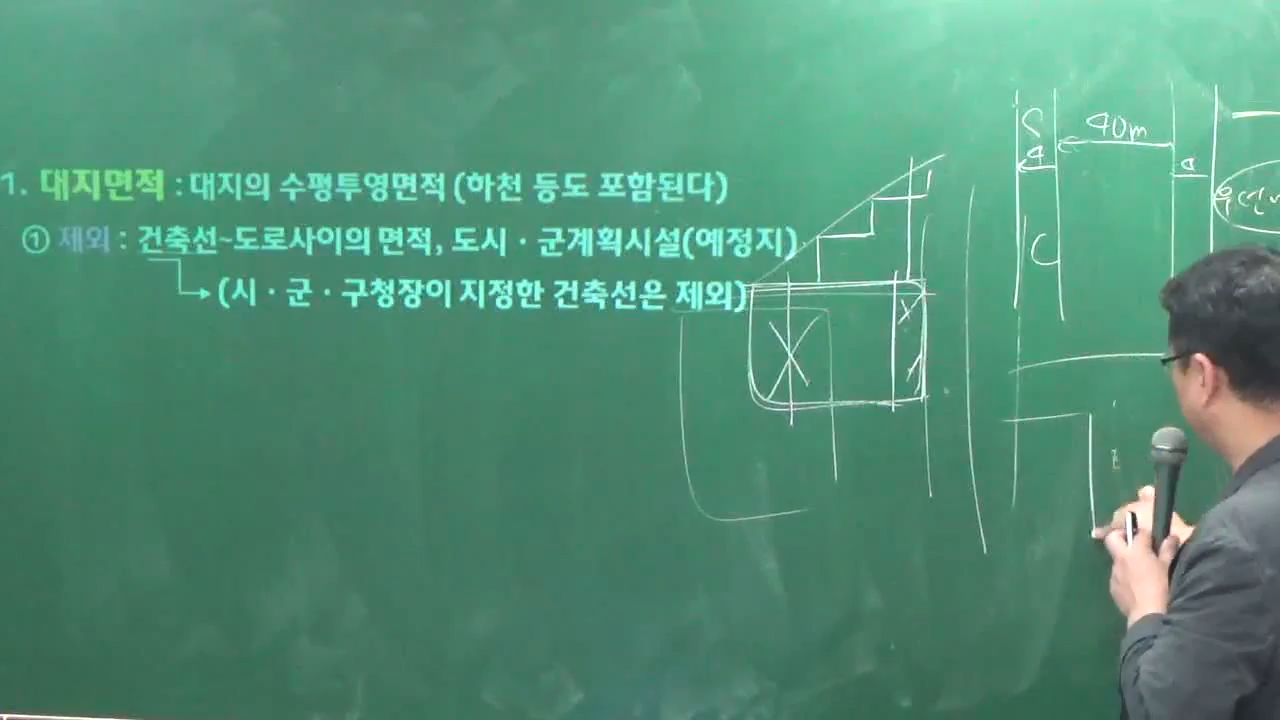 1. 대지면적 : 대지의 수평투영면적 (하천 등도 포함된다)
① 제외 : 건축선~도로사이의 면적, 도시 · 군계획시설(예정지)
(시 · 군 · 구청장이 지정한 건축선은 제외)
40m